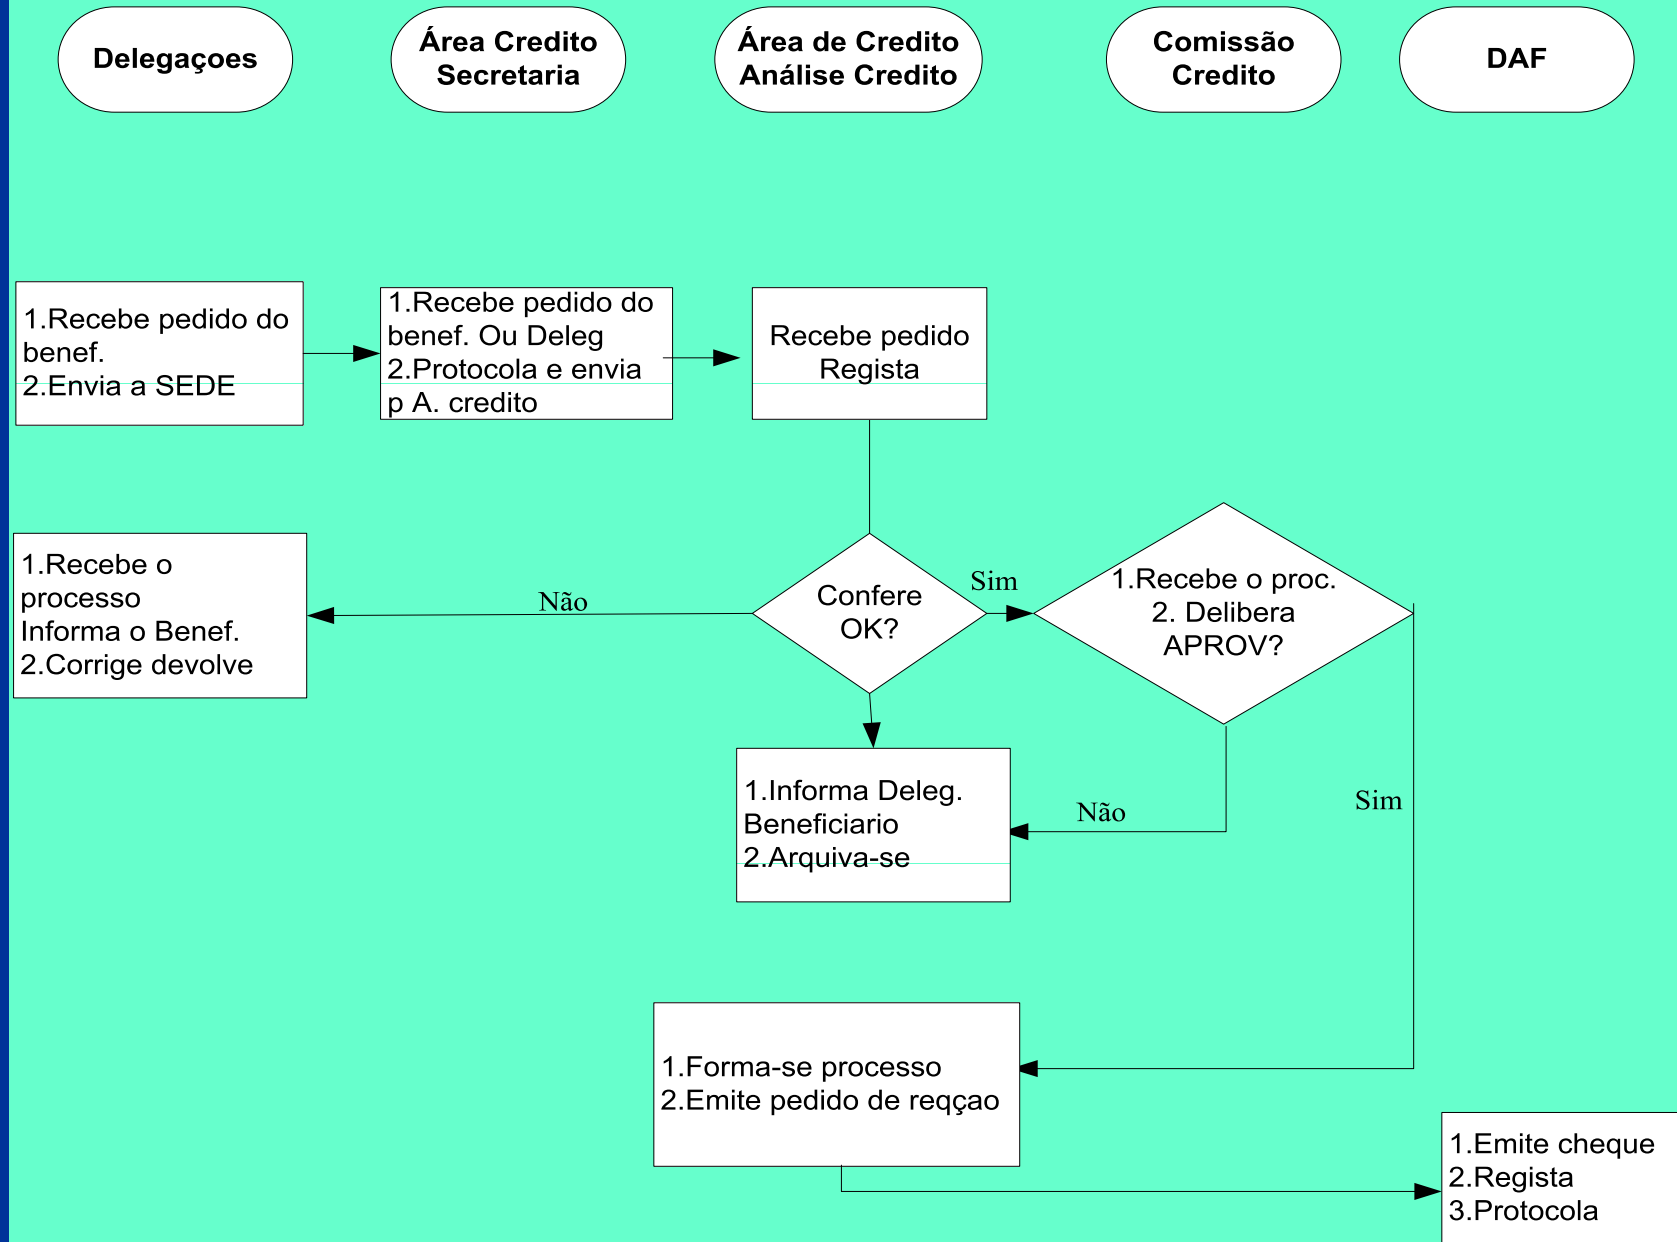 Delegaçoes
Área Credito
Secretaria
Área de Credito
Análise Credito
Comissão
Credito
DAF
1.Recebe pedido do
benef.
2.Envia a SEDE
1.Recebe pedido do
benef. Ou Deleg
2.Protocola e envia
p A. credito
Recebe pedido
Regista
1.Recebe o
processo
Informa o Benef.
2.Corrige devolve
Não
Confere
OK?
Sim
1.Recebe o proc.
2. Delibera
APROV?
1.Informa Deleg.
Beneficiario
2.Arquiva-se
Não
Sim
1.Forma-se processo
2.Emite pedido de reqçao
1.Emite cheque
2.Regista
3.Protocola